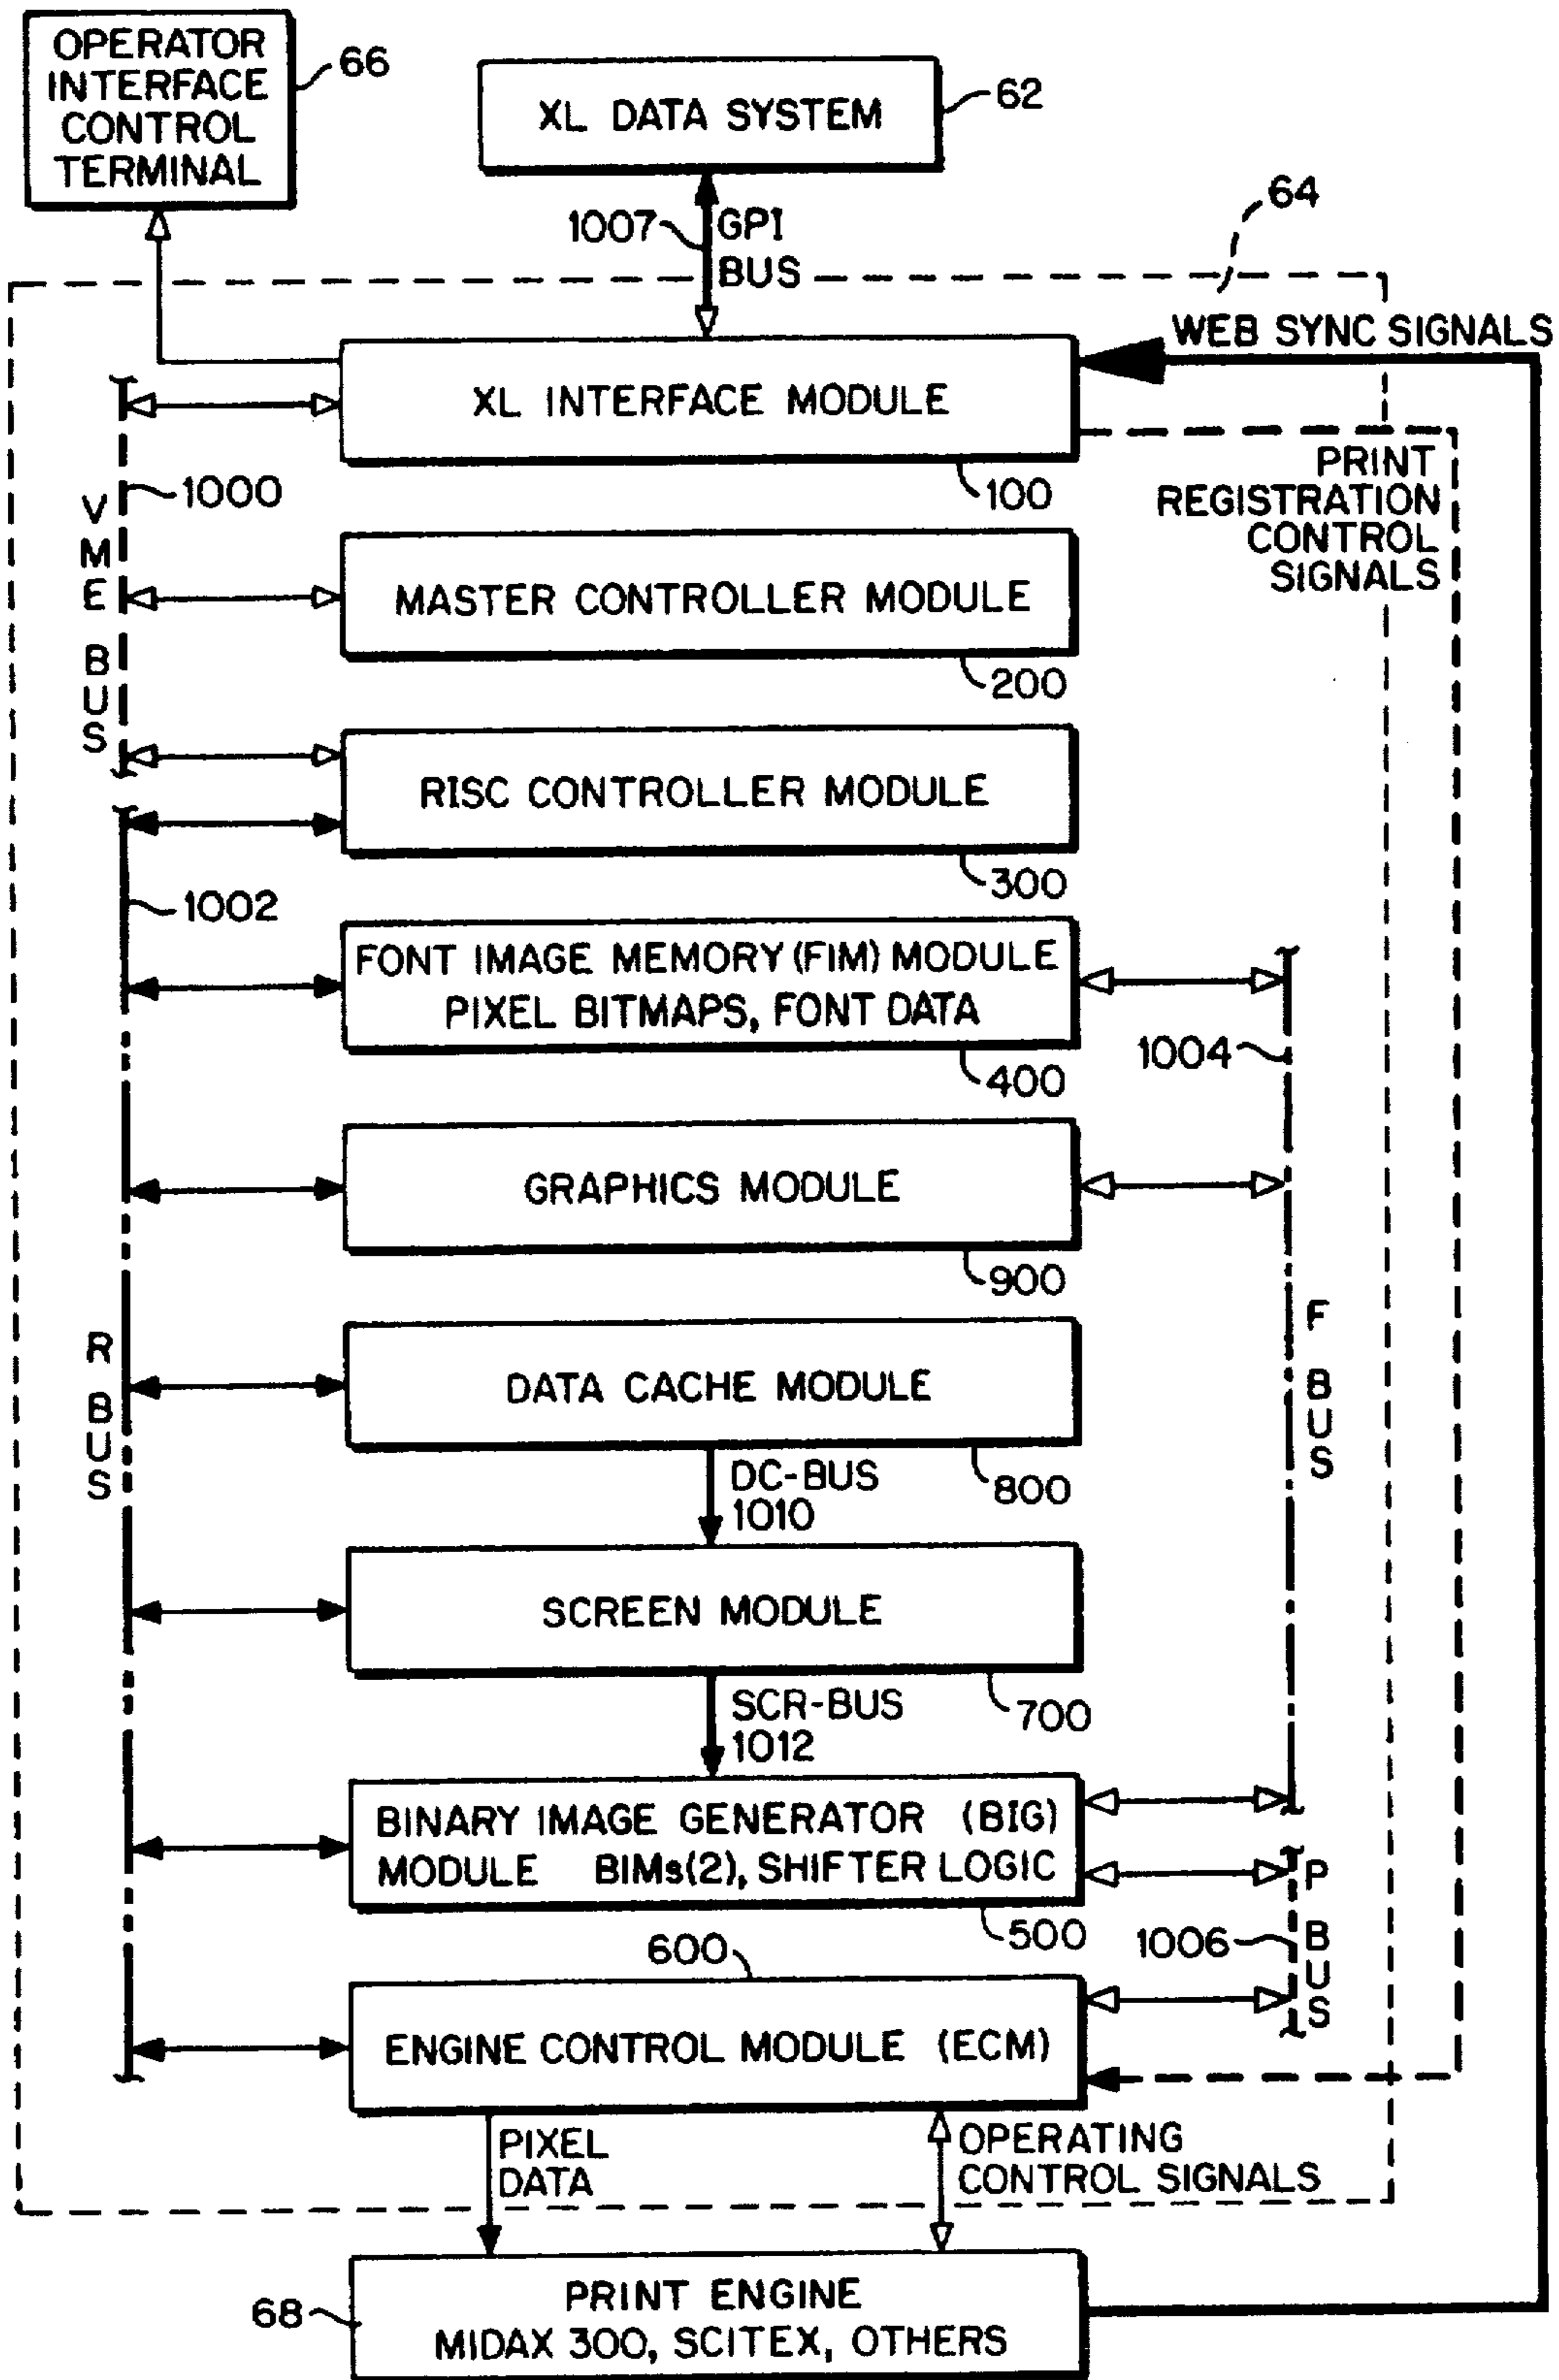 OPERATOR
INTERFACE
CONTROL
TERMINAL
66
XL DATA SYSTEM
62
1007
GPI
BUS
64
WEB SYNC SIGNALS
XL INTERFACE MODULE
100
PRINT
REGISTRATION
CONTROL
SIGNALS
VME BUS
1000
MASTER CONTROLLER MODULE
200
RISC CONTROLLER MODULE
300
1002
FONT IMAGE MEMORY (FIM) MODULE
PIXEL BITMAPS, FONT DATA
400
1004
GRAPHICS MODULE
900
R BUS
F BUS
DATA CACHE MODULE
800
DC-BUS
1010
SCREEN MODULE
700
SCR-BUS
1012
BINARY IMAGE GENERATOR (BIG)
MODULE BIMs(2), SHIFTER LOGIC
500
P BUS
1006
600
ENGINE CONTROL MODULE (ECM)
PIXEL
DATA
OPERATING
CONTROL SIGNALS
68
PRINT ENGINE
MIDAX 300, SCITEX, OTHERS